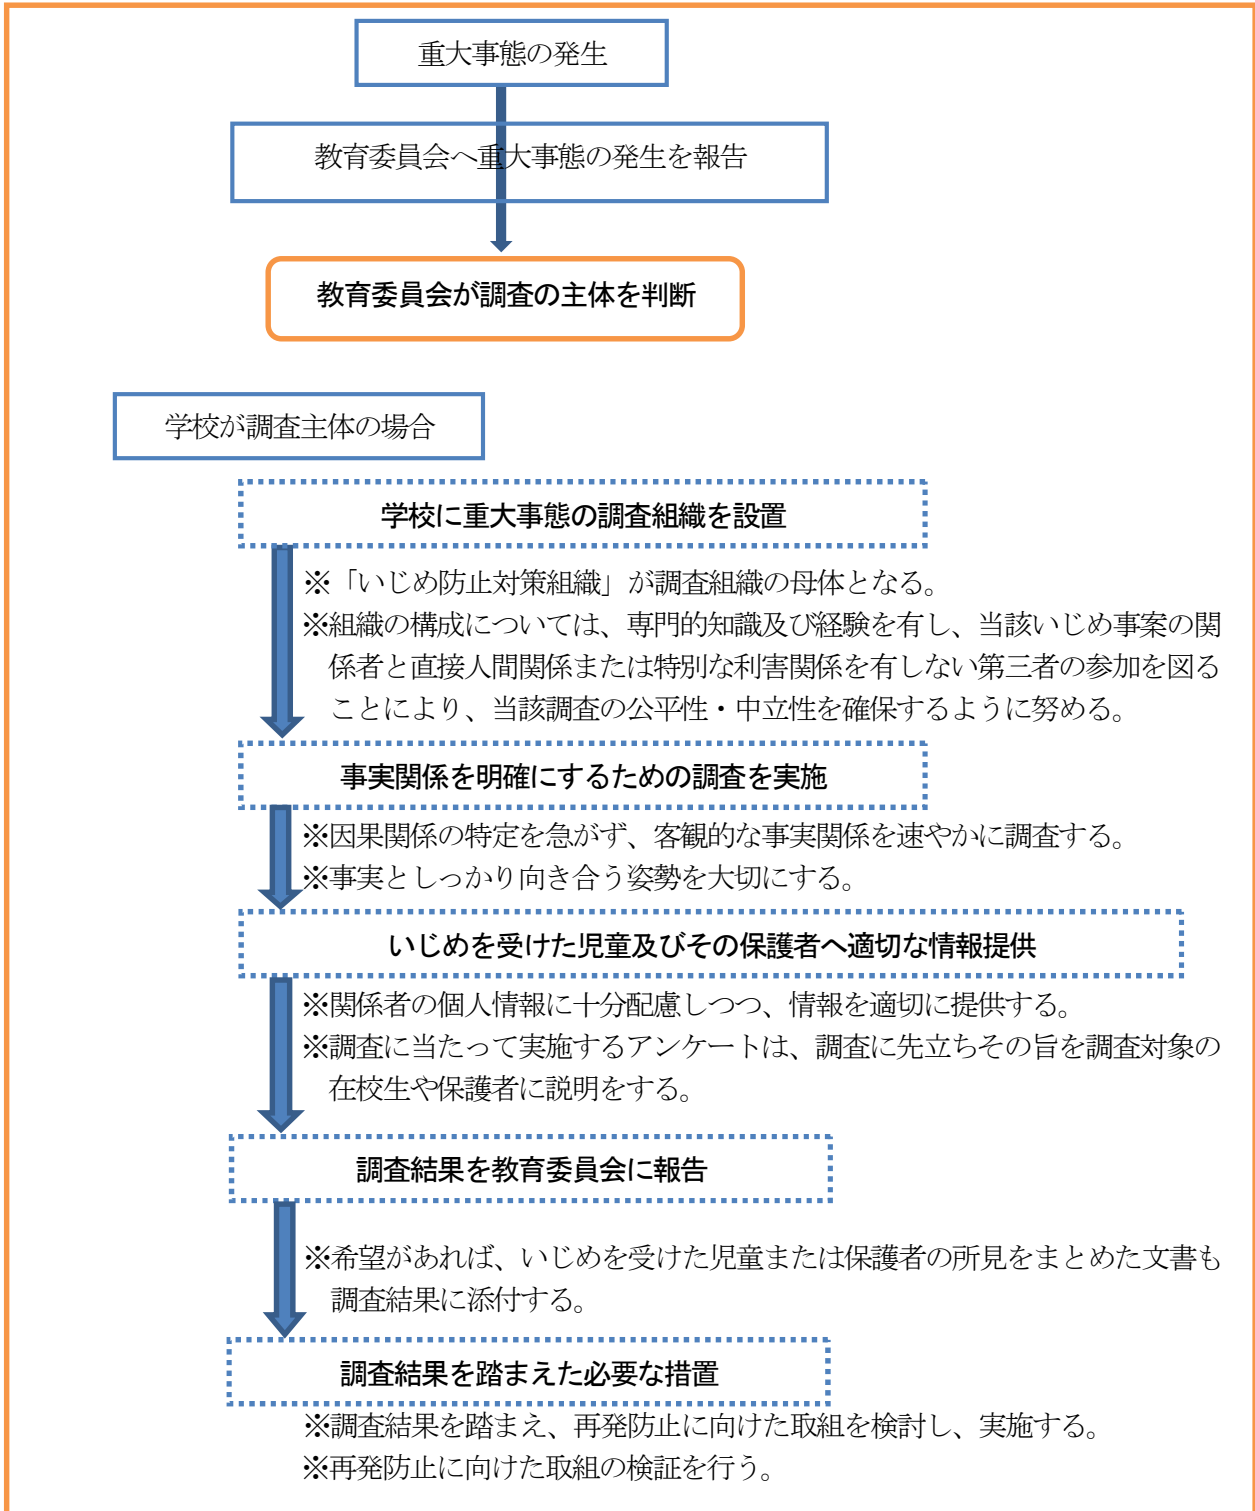 重大事態の発生
教育委員会へ重大事態の発生を報告
教育委員会が調査の主体を判断
学校が調査主体の場合
学校に重大事態の調査組織を設置
※「いじめ防止対策組織」が調査組織の母体となる。
※組織の構成については、専門的知識及び経験を有し、当該いじめ事案の関
係者と直接人間関係または特別な利害関係を有しない第三者の参加を図る
ことにより、当該調査の公平性・中立性を確保するように努める。
事実関係を明確にするための調査を実施
※因果関係の特定を急がず、客観的な事実関係を速やかに調査する。
※事実としっかり向き合う姿勢を大切にする。
いじめを受けた児童及びその保護者へ適切な情報提供
※関係者の個人情報に十分配慮しつつ、情報を適切に提供する。
※調査に当たって実施するアンケートは、調査に先立ちその旨を調査対象の
在校生や保護者に説明をする。
調査結果を教育委員会に報告
※希望があれば、いじめを受けた児童または保護者の所見をまとめた文書も
調査結果に添付する。
調査結果を踏まえた必要な措置
※調査結果を踏まえ、再発防止に向けた取組を検討し、実施する。
※再発防止に向けた取組の検証を行う。